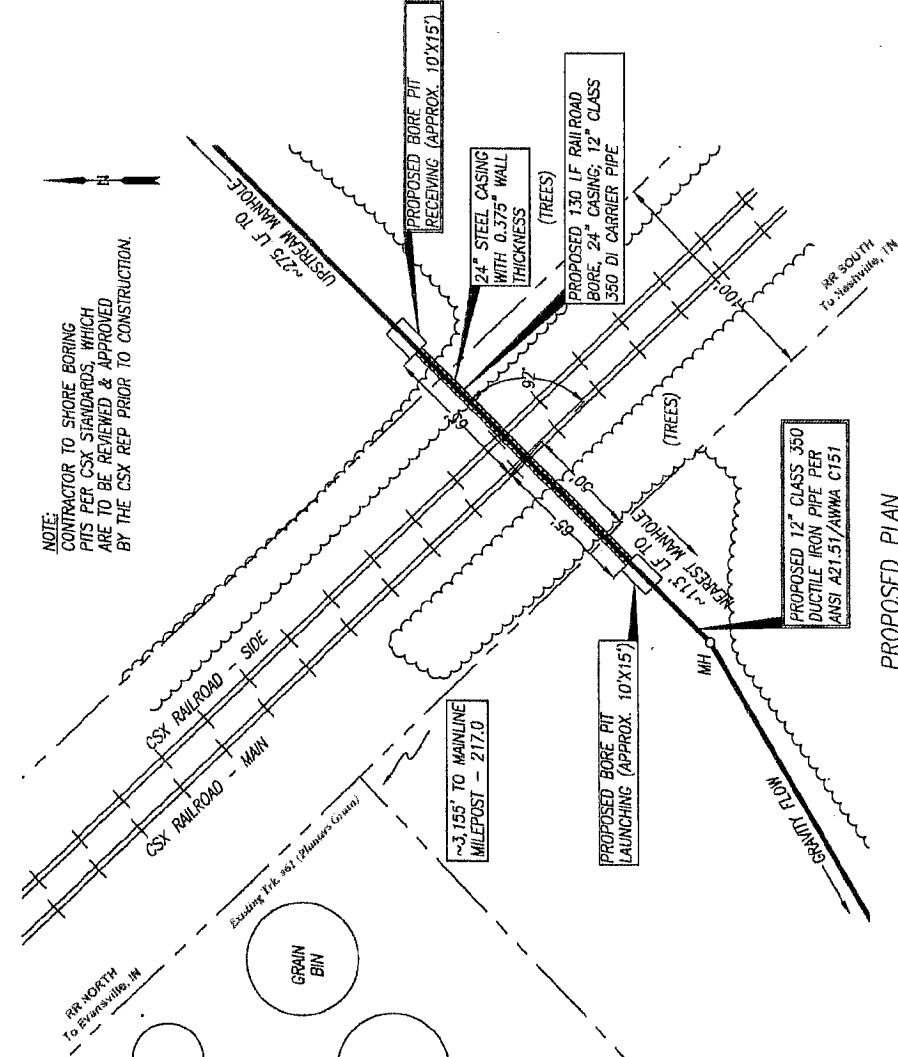 NOTE:
CONTRACTOR TO SHORE BORING
PITS PER CSX STANDARDS, WHICH
ARE TO BE REVIEWED & APPROVED
BY THE CSX REP PRIOR TO CONSTRUCTION.
N
~275 LF TO
UPSTREAM MANHOLE
PROPOSED BORE PIT
RECEIVING (APPROX. 10'X15')
24" STEEL CASING
WITH 0.375" WALL
THICKNESS
(TREES)
PROPOSED 130 LF RAILROAD
BORE, 24" CASING; 12" CLASS
350 DI CARRIER PIPE
100'
RR SOUTH
To Nashville, TN
92°
65'
50'
(TREES)
CSX RAILROAD - SIDE
CSX RAILROAD - MAIN
~3,155' TO MAINLINE
MILEPOST - 217.0
~113' LF TO
NEAREST MANHOLE
PROPOSED BORE PIT
LAUNCHING (APPROX. 10'X15')
MH
PROPOSED 12" CLASS 350
DUCTILE IRON PIPE PER
ANSI A21.51/AWWA C151
GRAVITY FLOW
RR NORTH
To Evansville, IN
Existing Trk. (Planters Grain)
GRAIN
BIN
PROPOSED PLAN